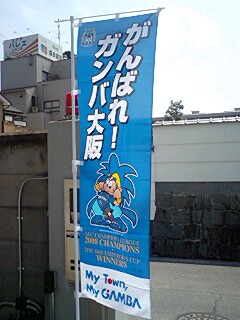 がんばれ!
ガンバ大阪
AFC CHAMPIONS LEAGUE
2008 CHAMPIONS
THE 88th EMPEROR'S CUP
WINNERS
My Town,
My GAMBA